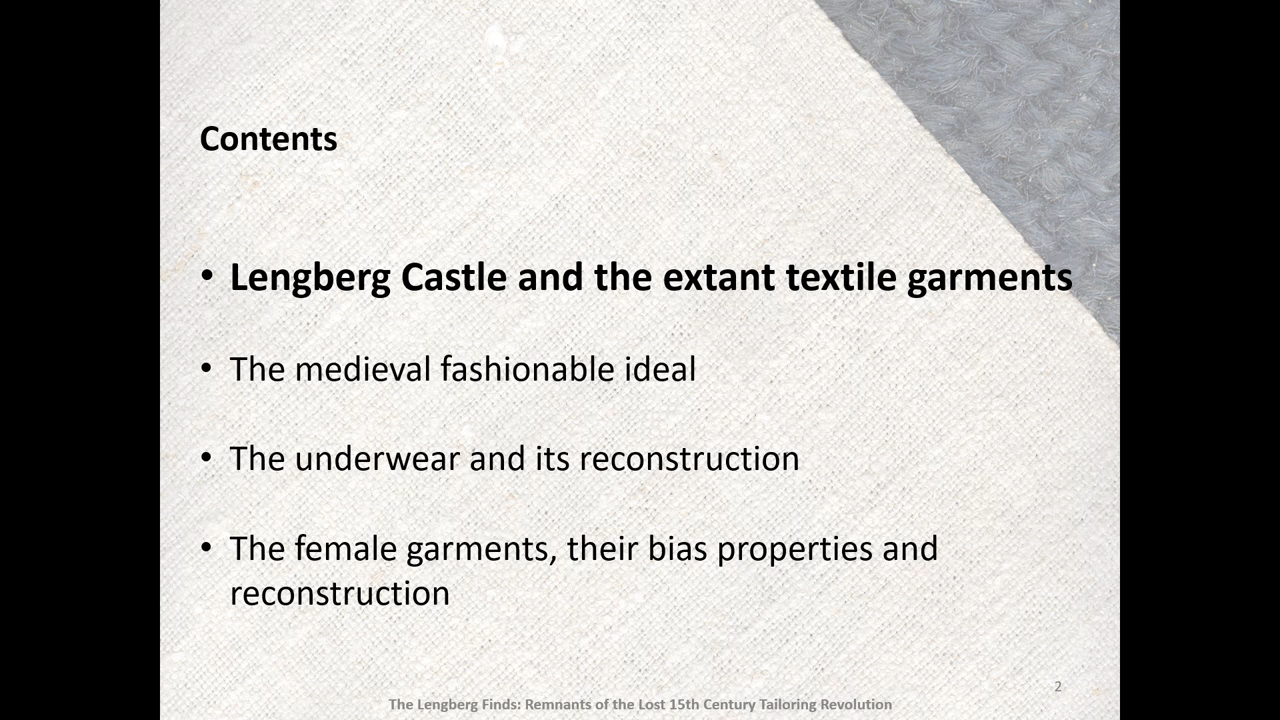 Contents
• Lengberg Castle and the extant textile garments
• The medieval fashionable ideal
• The underwear and its reconstruction
• The female garments, their bias properties and
reconstruction
2
The Lengberg Finds: Remnants of the Lost 15th Century Tailoring Revolution